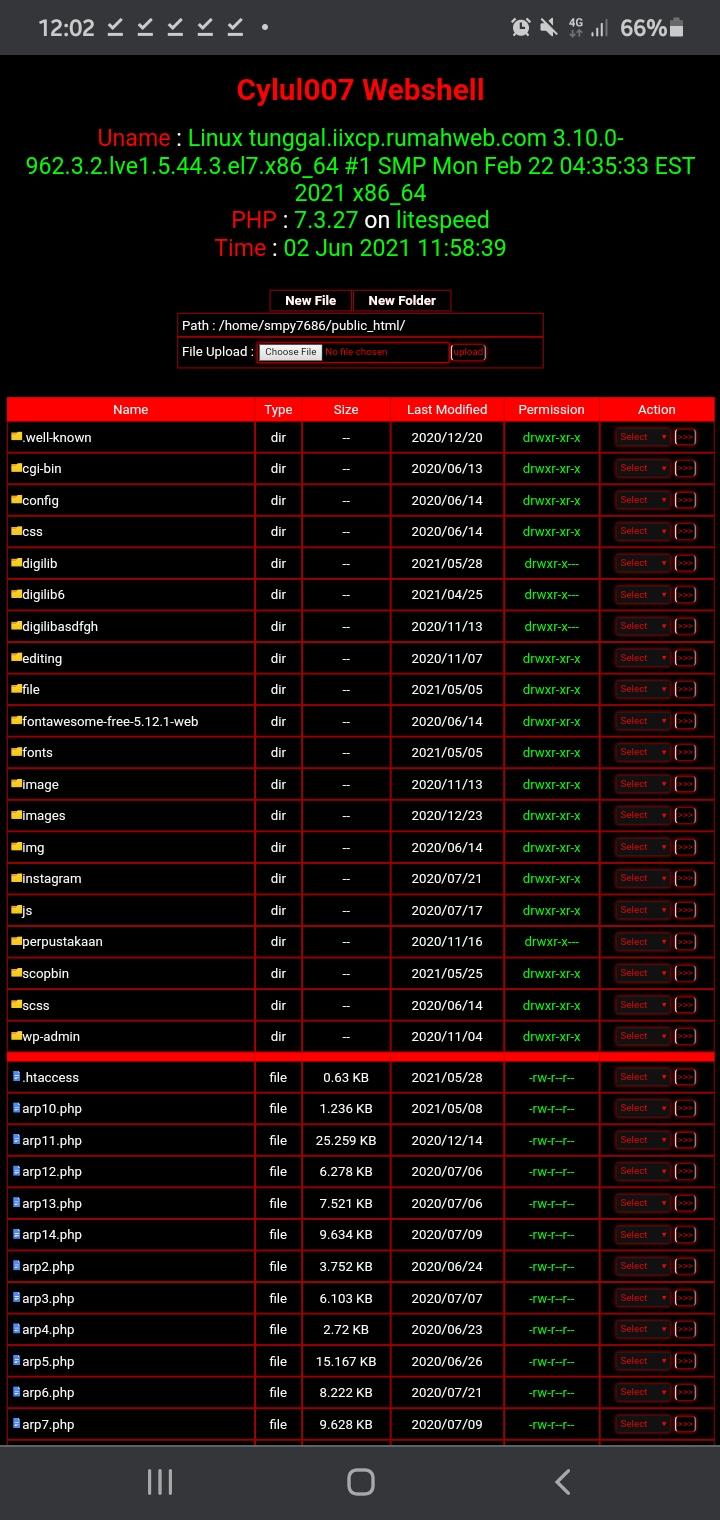 12:02 4G 66%
Cylul007 Webshell
Uname : Linux tunggal.iixcp.rumahweb.com 3.10.0-
962.3.2.lve1.5.44.3.el7.x86_64 #1 SMP Mon Feb 22 04:35:33 EST
2021 x86_64
PHP : 7.3.27 on litespeed
Time : 02 Jun 2021 11:58:39
New File New Folder
Path : /home/smpy7686/public_html/
File Upload : Choose File No file chosen upload
Name Type Size Last Modified Permission Action
.well-known dir -- 2020/12/20 drwxr-xr-x Select >>>
cgi-bin dir -- 2020/06/13 drwxr-xr-x Select >>>
config dir -- 2020/06/14 drwxr-xr-x Select >>>
css dir -- 2020/06/14 drwxr-xr-x Select >>>
digilib dir -- 2021/05/28 drwxr-x--- Select >>>
digilib6 dir -- 2021/04/25 drwxr-x--- Select >>>
digilibasdfgh dir -- 2020/11/13 drwxr-x--- Select >>>
editing dir -- 2020/11/07 drwxr-xr-x Select >>>
file dir -- 2021/05/05 drwxr-xr-x Select >>>
fontawesome-free-5.12.1-web dir -- 2020/06/14 drwxr-xr-x Select >>>
fonts dir -- 2021/05/05 drwxr-xr-x Select >>>
image dir -- 2020/11/13 drwxr-xr-x Select >>>
images dir -- 2020/12/23 drwxr-xr-x Select >>>
img dir -- 2020/06/14 drwxr-xr-x Select >>>
instagram dir -- 2020/07/21 drwxr-xr-x Select >>>
js dir -- 2020/07/17 drwxr-xr-x Select >>>
perpustakaan dir -- 2020/11/16 drwxr-x--- Select >>>
scopbin dir -- 2021/05/25 drwxr-xr-x Select >>>
scss dir -- 2020/06/14 drwxr-xr-x Select >>>
wp-admin dir -- 2020/11/04 drwxr-xr-x Select >>>
.htaccess file 0.63 KB 2021/05/28 -rw-r--r-- Select >>>
arp10.php file 1.236 KB 2021/05/08 -rw-r--r-- Select >>>
arp11.php file 25.259 KB 2020/12/14 -rw-r--r-- Select >>>
arp12.php file 6.278 KB 2020/07/06 -rw-r--r-- Select >>>
arp13.php file 7.521 KB 2020/07/06 -rw-r--r-- Select >>>
arp14.php file 9.634 KB 2020/07/09 -rw-r--r-- Select >>>
arp2.php file 3.752 KB 2020/06/24 -rw-r--r-- Select >>>
arp3.php file 6.103 KB 2020/07/07 -rw-r--r-- Select >>>
arp4.php file 2.72 KB 2020/06/23 -rw-r--r-- Select >>>
arp5.php file 15.167 KB 2020/06/26 -rw-r--r-- Select >>>
arp6.php file 8.222 KB 2020/07/21 -rw-r--r-- Select >>>
arp7.php file 9.628 KB 2020/07/09 -rw-r--r-- Select >>>